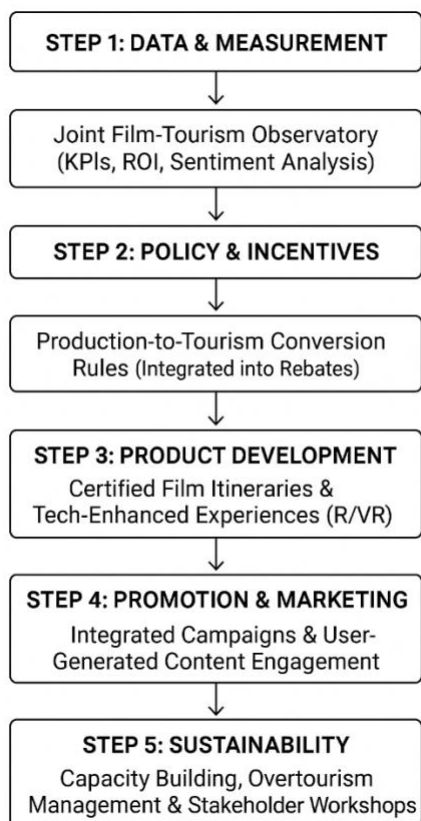 STEP 1: DATA & MEASUREMENT
Joint Film-Tourism Observatory
(KPIs, ROI, Sentiment Analysis)
STEP 2: POLICY & INCENTIVES
Production-to-Tourism Conversion
Rules (Integrated into Rebates)
STEP 3: PRODUCT DEVELOPMENT
Certified Film Itineraries &
Tech-Enhanced Experiences (R/VR)
STEP 4: PROMOTION & MARKETING
Integrated Campaigns & User-
Generated Content Engagement
STEP 5: SUSTAINABILITY
Capacity Building, Overtourism
Management & Stakeholder Workshops